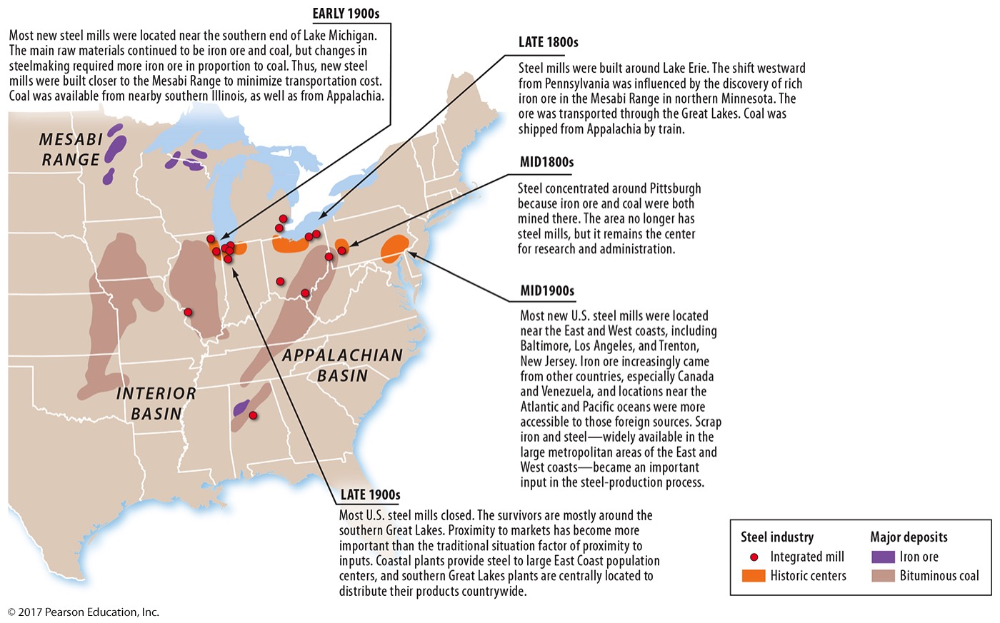 EARLY 1900s
Most new steel mills were located near the southern end of Lake Michigan.
The main raw materials continued to be iron ore and coal, but changes in
steelmaking required more iron ore in proportion to coal. Thus, new steel
mills were built closer to the Mesabi Range to minimize transportation cost.
Coal was available from nearby southern Illinois, as well as from Appalachia.
LATE 1800s
Steel mills were built around Lake Erie. The shift westward
from Pennsylvania was influenced by the discovery of rich
iron ore in the Mesabi Range in northern Minnesota. The
ore was transported through the Great Lakes. Coal was
shipped from Appalachia by train.
MESABI
RANGE
MID1800s
Steel concentrated around Pittsburgh
because iron ore and coal were both
mined there. The area no longer has
steel mills, but it remains the center
for research and administration.
MID1900s
Most new U.S. steel mills were located
near the East and West coasts, including
Baltimore, Los Angeles, and Trenton,
New Jersey. Iron ore increasingly came
from other countries, especially Canada
and Venezuela, and locations near the
Atlantic and Pacific oceans were more
accessible to those foreign sources. Scrap
iron and steel—widely available in the
large metropolitan areas of the East and
West coasts—became an important
input in the steel-production process.
APPALACHIAN
BASIN
INTERIOR
BASIN
LATE 1900s
Most U.S. steel mills closed. The survivors are mostly around the
southern Great Lakes. Proximity to markets has become more
important than the traditional situation factor of proximity to
inputs. Coastal plants provide steel to large East Coast population
centers, and southern Great Lakes plants are centrally located to
distribute their products countrywide.
Steel industry
Integrated mill
Historic centers
Major deposits
Iron ore
Bituminous coal
© 2017 Pearson Education, Inc.